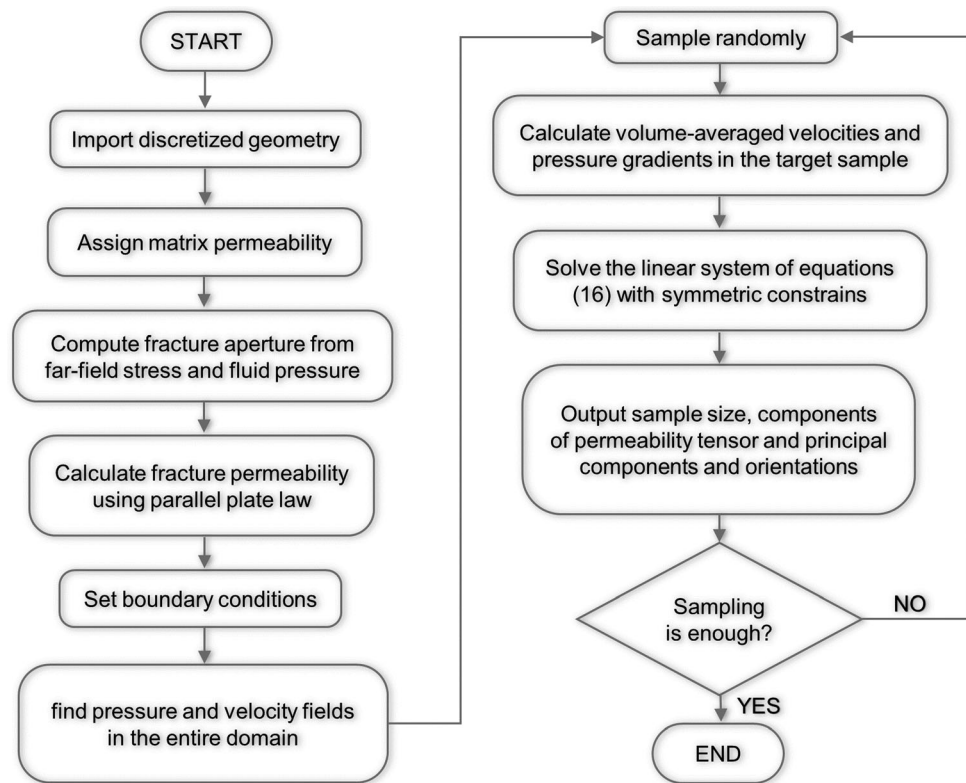 START
Import discretized geometry
Assign matrix permeability
Compute fracture aperture from
far-field stress and fluid pressure
Calculate fracture permeability
using parallel plate law
Set boundary conditions
find pressure and velocity fields
in the entire domain
Sample randomly
Calculate volume-averaged velocities and
pressure gradients in the target sample
Solve the linear system of equations
(16) with symmetric constrains
Output sample size, components
of permeability tensor and principal
components and orientations
Sampling
is enough?
NO
YES
END